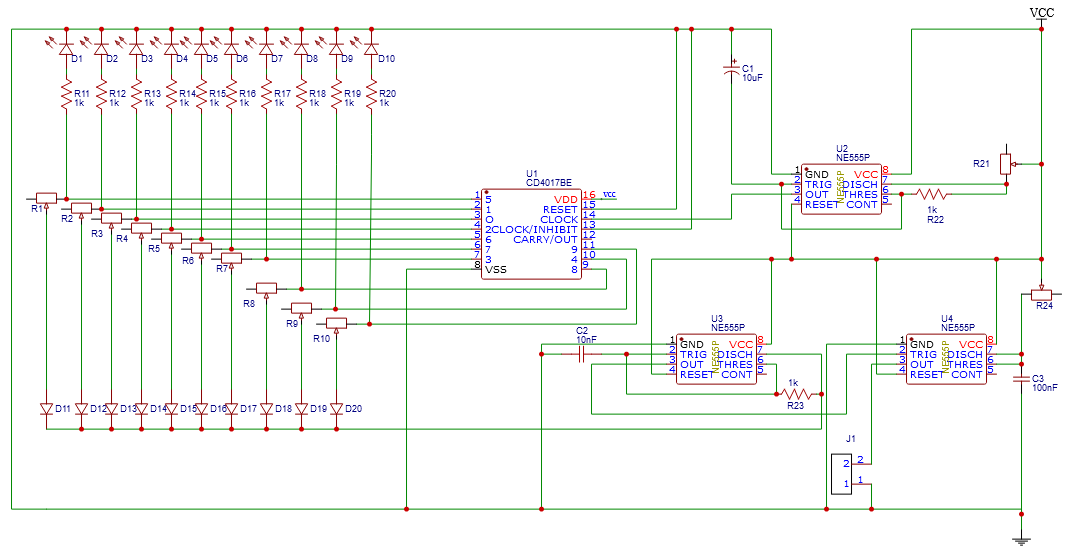 VCC
D1 D2 D3 D4 D5 D6 D7 D8 D9 D10
C1
10uF
R11 R12 R13 R14 R15 R16 R17 R18 R19 R20
1k 1k 1k 1k 1k 1k 1k 1k 1k 1k
U2
NE555P
1 GND VCC 8
2 TRIG DISCH 7
3 OUT THRES 6
4 RESET CONT 5
NE555P
R21
1k
R22
U1
CD4017BE
1 5 VDD 16 VCC
2 1 RESET 15
3 O CLOCK 14
4 2 CLOCK/INHIBIT 13
5 6 CARRY/OUT 12
6 7 9 11
7 3 4 10
8 VSS 8 9
R1
R2
R3
R4
R5
R6
R7
R8
R9
R10
R24
C2
10nF
U3
NE555P
1 GND VCC 8
2 TRIG DISCH 7
3 OUT THRES 6
4 RESET CONT 5
NE555P
U4
NE555P
1 GND VCC 8
2 TRIG DISCH 7
3 OUT THRES 6
4 RESET CONT 5
NE555P
1k
R23
C3
100nF
D11 D12 D13 D14 D15 D16 D17 D18 D19 D20
J1
2 2
1 1